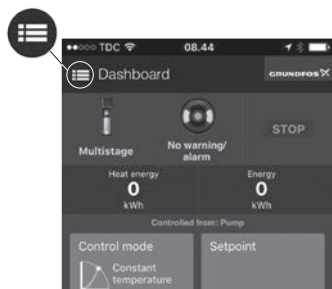 TDC 08.44
Dashboard
GRUNDFOS
Multistage
No warning/
alarm
STOP
Heat energy
0
kWh
Energy
0
kWh
Controlled from: Pump
Control mode
Constant
temperature
Setpoint